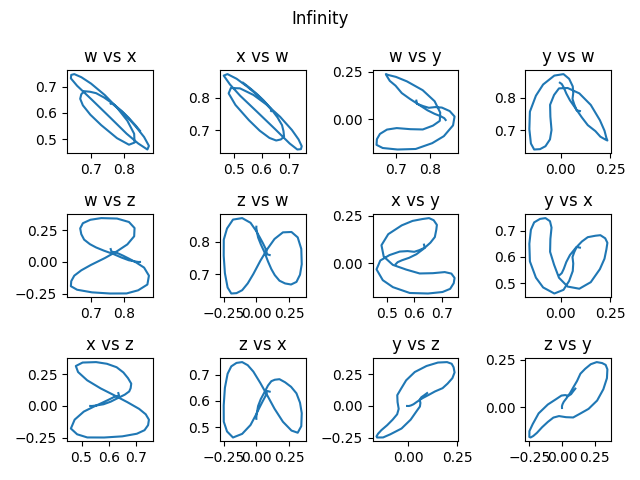 Infinity
w vs x
x vs w
w vs y
y vs w
0.7
0.6
0.5
0.7 0.8
0.8
0.7
0.5 0.6 0.7
0.25
0.00
0.7 0.8
0.8
0.7
0.00 0.25
w vs z
z vs w
x vs y
y vs x
0.25
0.00
−0.25
0.7 0.8
0.8
0.7
−0.25 0.00 0.25
0.25
0.00
0.5 0.6 0.7
0.7
0.6
0.5
0.00 0.25
x vs z
z vs x
y vs z
z vs y
0.25
0.00
−0.25
0.5 0.6 0.7
0.7
0.6
0.5
−0.25 0.00 0.25
0.25
0.00
−0.25
0.00 0.25
0.25
0.00
−0.25 0.00 0.25